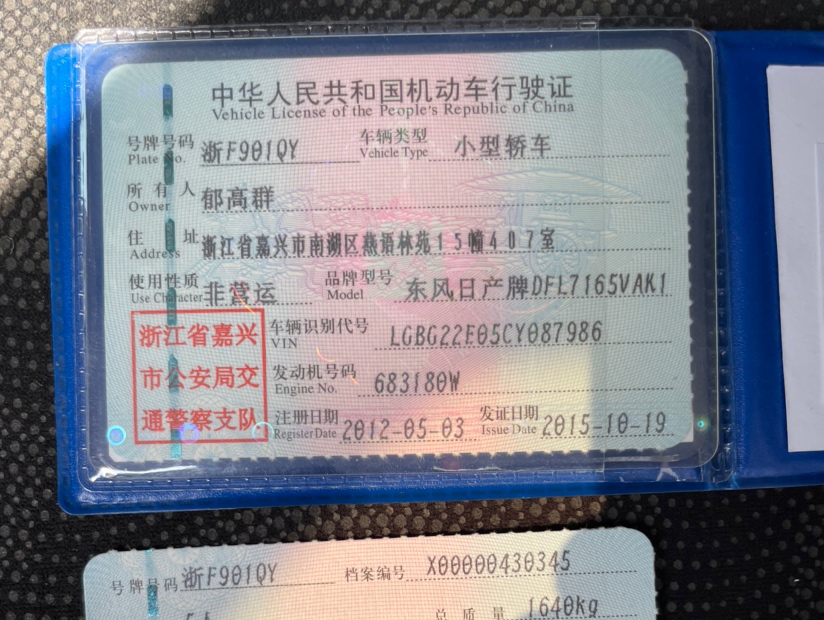 中华人民共和国机动车行驶证
Vehicle License of the People's Republic of China
号牌号码 浙F901QY 车辆类型 小型轿车
Plate No. Vehicle Type
所有人 郁高群
Owner
住址 浙江省嘉兴市南湖区燕语林苑15幢407室
Address
使用性质 非营运 品牌型号 东风日产牌DFL7165VAK1
Use Character Model
浙江省嘉兴
市公安局交
通警察支队
车辆识别代号 LGBG22E05CY087986
VIN
发动机号码 683180W
Engine No.
注册日期 2012-05-03 发证日期 2015-10-19
Register Date Issue Date
号牌号码 浙F901QY 档案编号 X00000430345
5人 总质量 1640kg